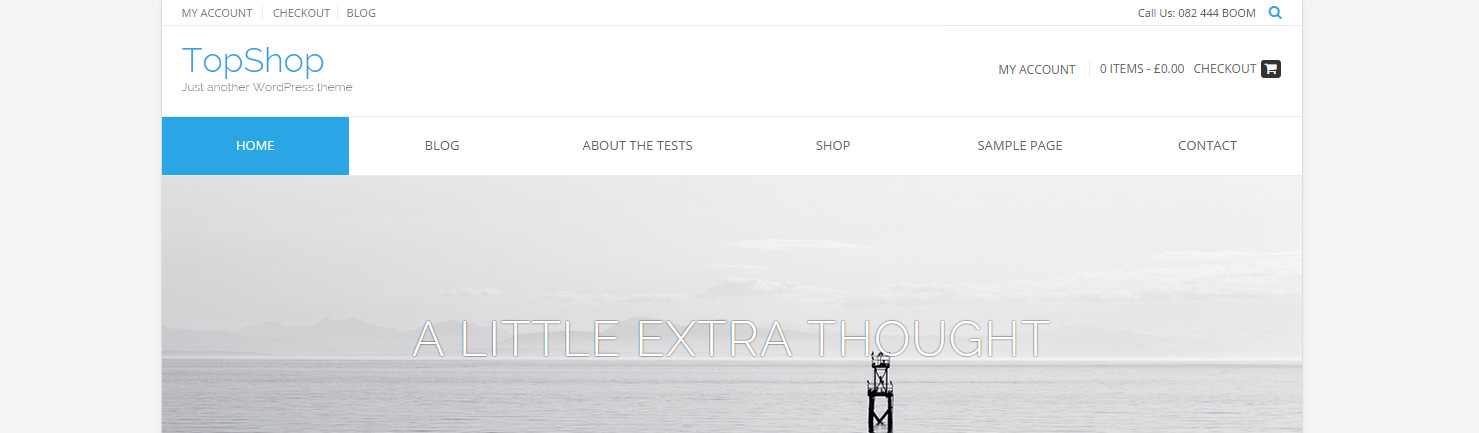 MY ACCOUNT CHECKOUT BLOG Call Us: 082 444 BOOM
TopShop
Just another WordPress theme
MY ACCOUNT 0 ITEMS - £0.00 CHECKOUT
HOME BLOG ABOUT THE TESTS SHOP SAMPLE PAGE CONTACT
A LITTLE EXTRA THOUGHT